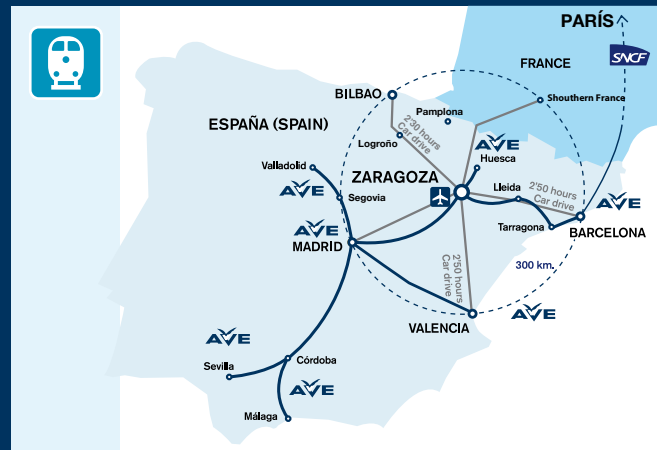 PARÍS
SNCF
FRANCE
BILBAO
Shouthern France
Pamplona
ESPAÑA (SPAIN)
2'30 hours
Car drive
Logroño
AVE
Huesca
Valladolid
ZARAGOZA
AVE
Segovia
Lleida
2'50 hours
Car drive
AVE
AVE
Tarragona
BARCELONA
MADRID
2'50 hours
Car drive
300 km.
AVE
VALENCIA
AVE
Sevilla
Córdoba
AVE
Málaga